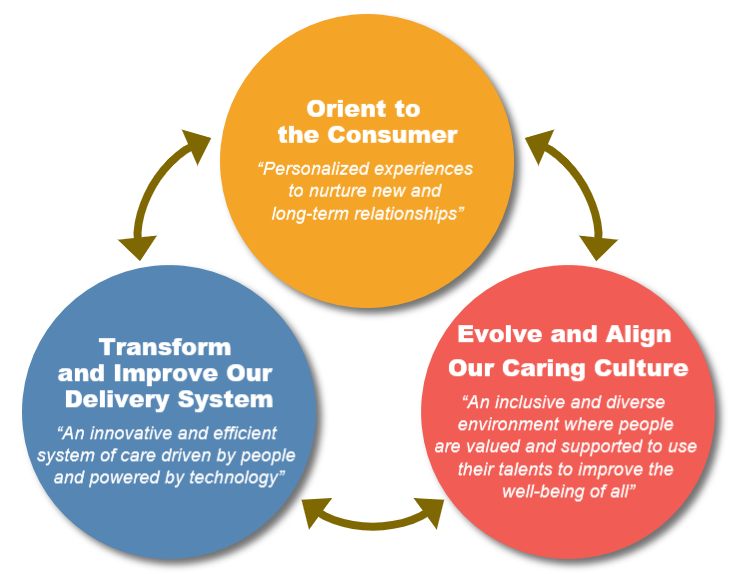 Orient to
the Consumer
“Personalized experiences
to nurture new and
long-term relationships”
Transform
and Improve Our
Delivery System
“An innovative and efficient
system of care driven by people
and powered by technology”
Evolve and Align
Our Caring Culture
“An inclusive and diverse
environment where people
are valued and supported to use
their talents to improve the
well-being of all”